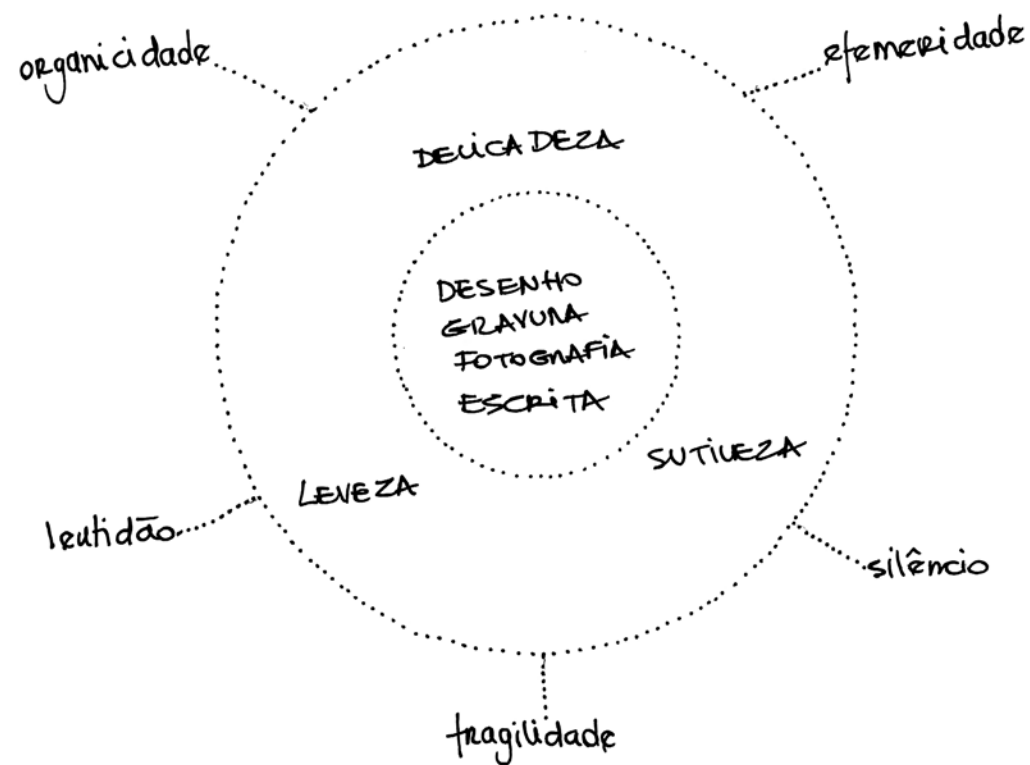 organicidade
efemeridade
DELICADEZA
DESENHO
GRAVURA
FOTOGRAFIA
ESCRITA
SUTILEZA
LEVEZA
lentidão
silêncio
fragilidade